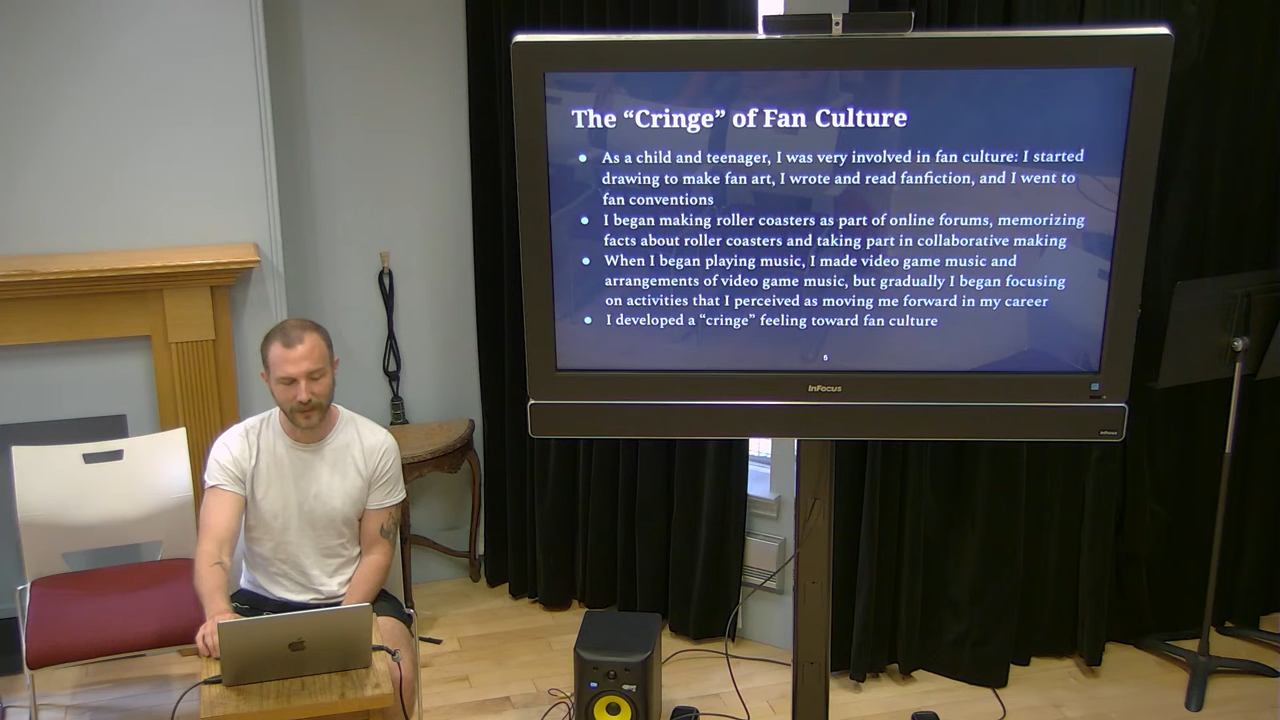 The “Cringe” of Fan Culture
• As a child and teenager, I was very involved in fan culture: I started
drawing to make fan art, I wrote and read fanfiction, and I went to
fan conventions
• I began making roller coasters as part of online forums, memorizing
facts about roller coasters and taking part in collaborative making
• When I began playing music, I made video game music and
arrangements of video game music, but gradually I began focusing
on activities that I perceived as moving me forward in my career
• I developed a “cringe” feeling toward fan culture
5
InFocus
InFocus